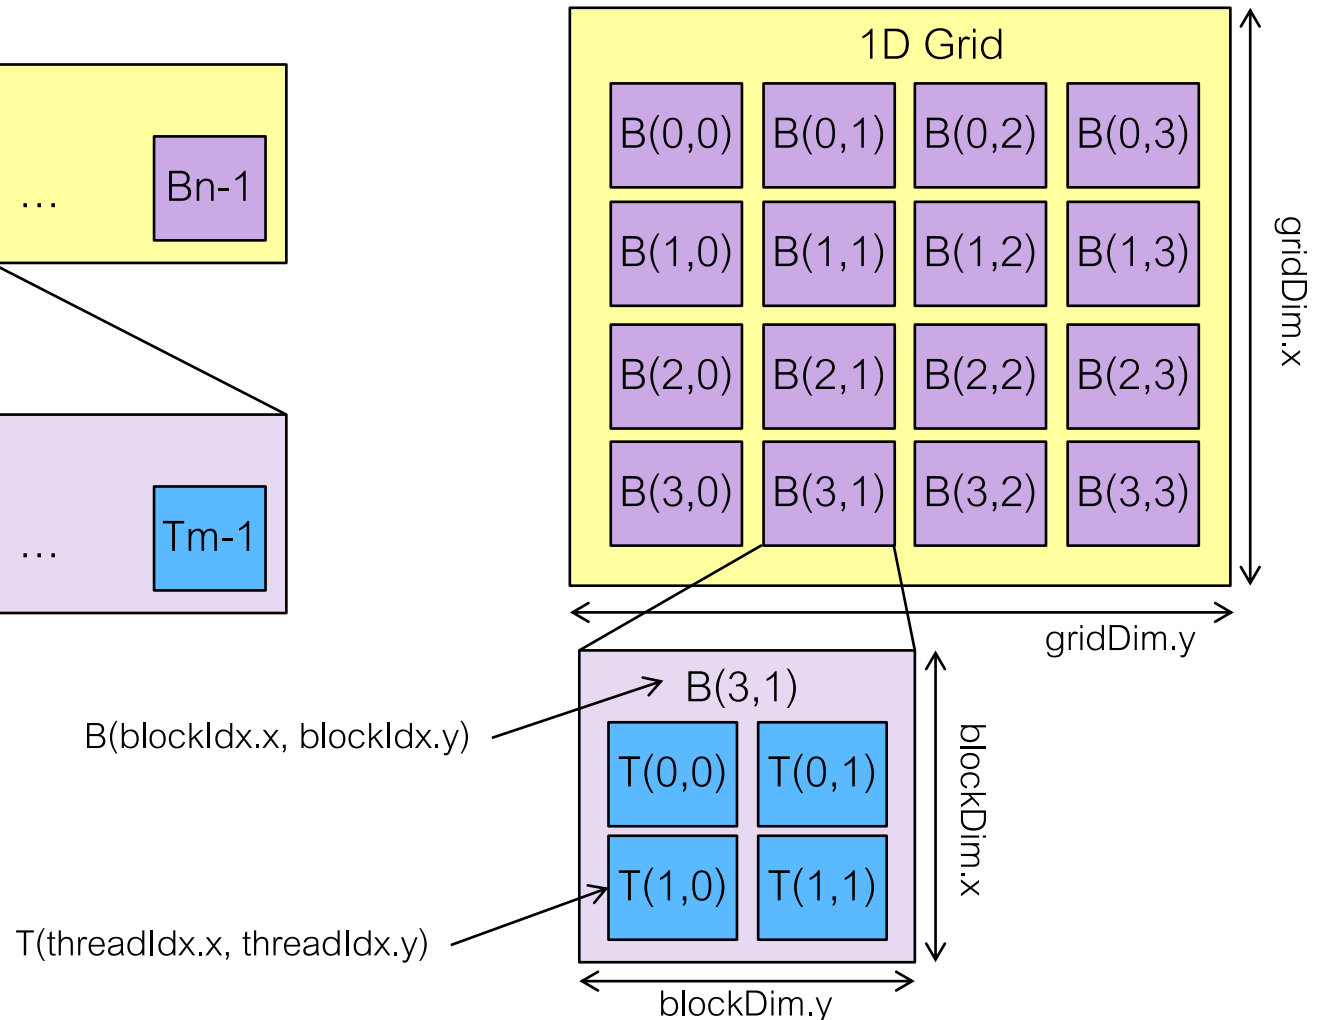 ...
Bn-1
...
Tm-1
1D Grid
B(0,0) B(0,1) B(0,2) B(0,3)
B(1,0) B(1,1) B(1,2) B(1,3)
B(2,0) B(2,1) B(2,2) B(2,3)
B(3,0) B(3,1) B(3,2) B(3,3)
gridDim.x
gridDim.y
B(3,1)
B(blockIdx.x, blockIdx.y)
T(0,0) T(0,1)
T(1,0) T(1,1)
T(threadIdx.x, threadIdx.y)
blockDim.x
blockDim.y